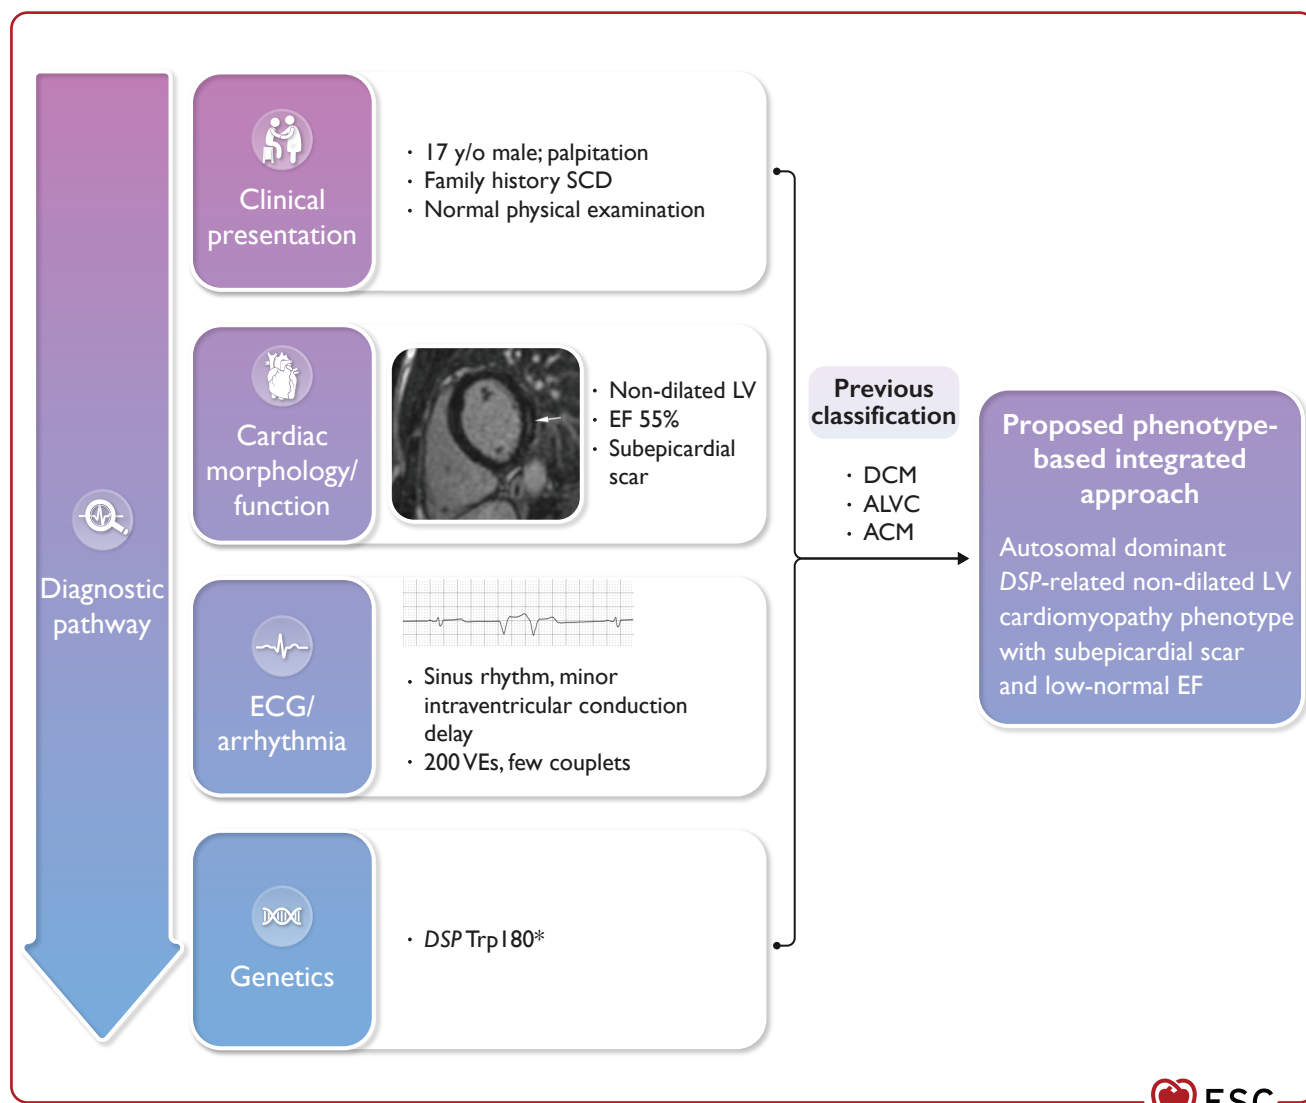 Diagnostic
pathway
Clinical
presentation
· 17 y/o male; palpitation
· Family history SCD
· Normal physical examination
Cardiac
morphology/
function
· Non-dilated LV
· EF 55%
· Subepicardial
scar
ECG/
arrhythmia
· Sinus rhythm, minor
intraventricular conduction
delay
· 200 VEs, few couplets
Genetics
· DSP Trp180*
Previous
classification
· DCM
· ALVC
· ACM
Proposed phenotype-
based integrated
approach
Autosomal dominant
DSP-related non-dilated LV
cardiomyopathy phenotype
with subepicardial scar
and low-normal EF
ESC